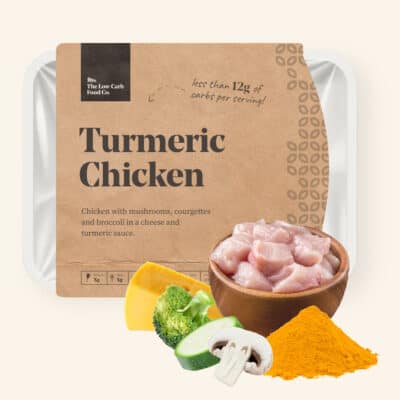 The Low Carb
Food Co.
less than 12g of
carbs per serving!
Turmeric
Chicken
Chicken with mushrooms, courgettes
and broccoli in a cheese and
turmeric sauce.